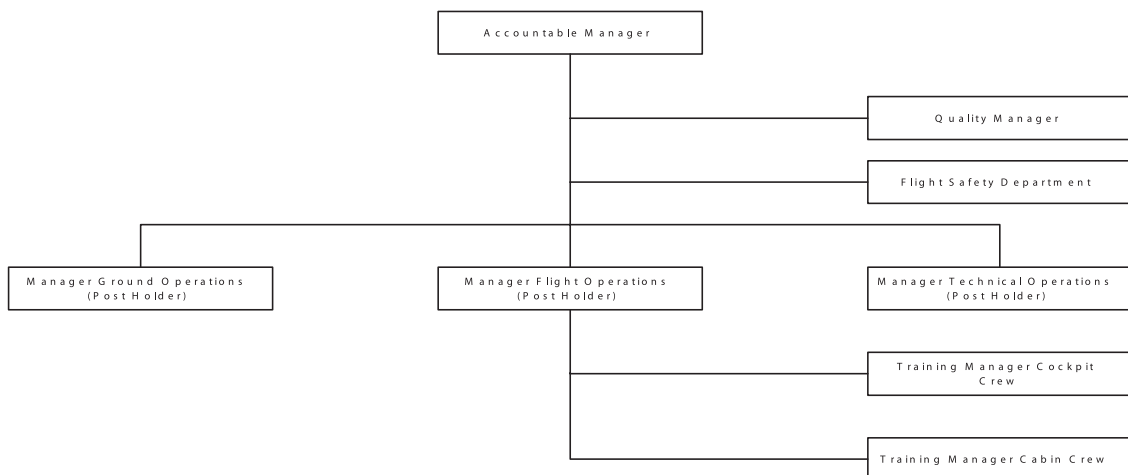 Accountable Manager
Quality Manager
Flight Safety Department
Manager Ground Operations
(Post Holder)
Manager Flight Operations
(Post Holder)
Manager Technical Operations
(Post Holder)
Training Manager Cockpit
Crew
Training Manager Cabin Crew